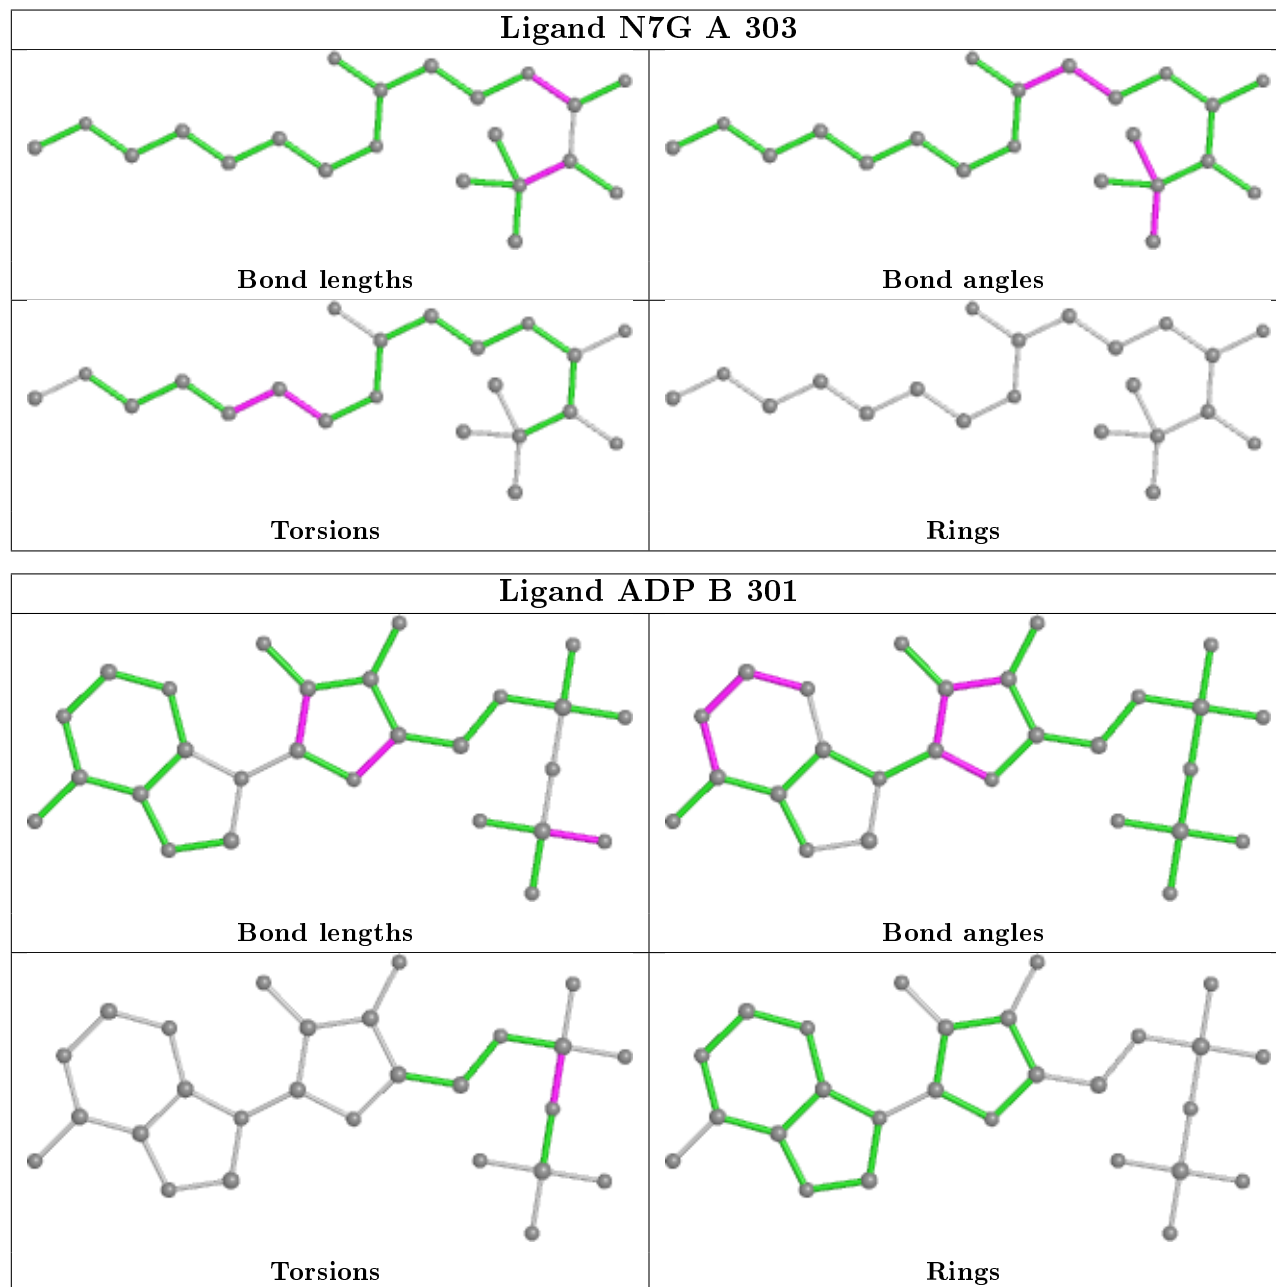 Ligand N7G A 303
Bond lengths
Bond angles
Torsions
Rings
Ligand ADP B 301
Bond lengths
Bond angles
Torsions
Rings